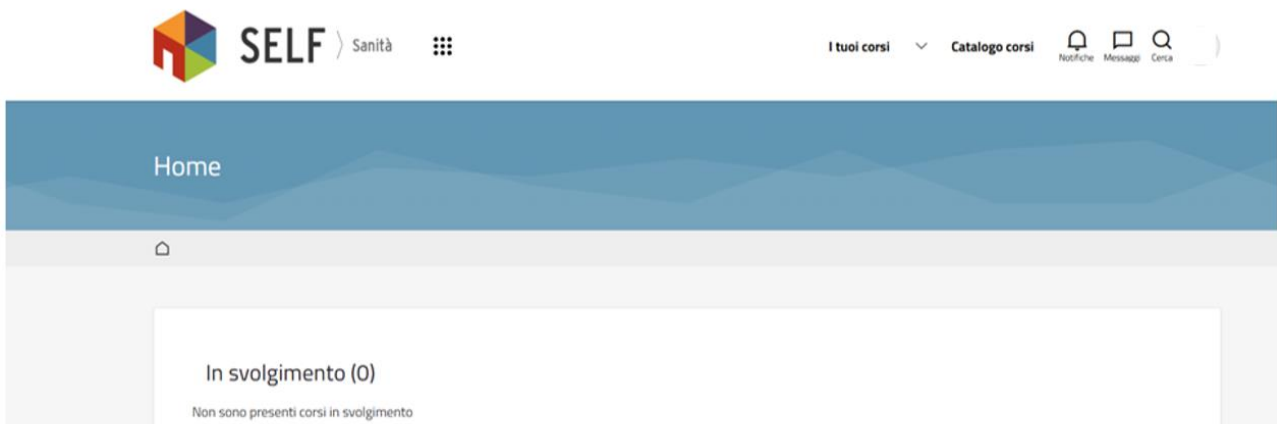 SELF Sanità
I tuoi corsi Catalogo corsi
Notifiche Messaggi Cerca
Home
In svolgimento (0)
Non sono presenti corsi in svolgimento